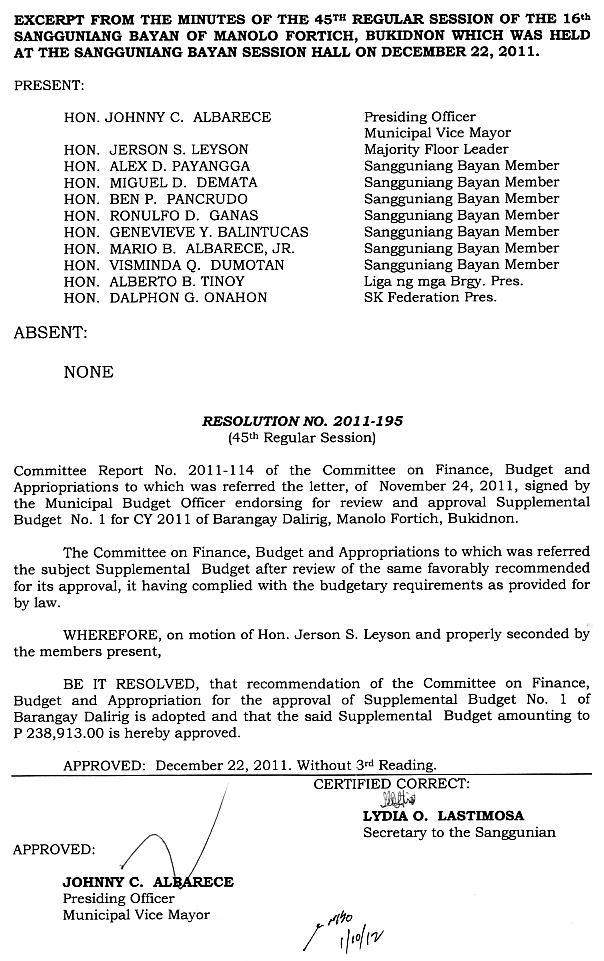 EXCERPT FROM THE MINUTES OF THE 45TH REGULAR SESSION OF THE 16th
SANGGUNIANG BAYAN OF MANOLO FORTICH, BUKIDNON WHICH WAS HELD
AT THE SANGGUNIANG BAYAN SESSION HALL ON DECEMBER 22, 2011.
PRESENT:
HON. JOHNNY C. ALBARECE Presiding Officer
Municipal Vice Mayor
HON. JERSON S. LEYSON Majority Floor Leader
HON. ALEX D. PAYANGGA Sangguniang Bayan Member
HON. MIGUEL D. DEMATA Sangguniang Bayan Member
HON. BEN P. PANCRUDO Sangguniang Bayan Member
HON. RONULFO D. GANAS Sangguniang Bayan Member
HON. GENEVIEVE Y. BALINTUCAS Sangguniang Bayan Member
HON. MARIO B. ALBARECE, JR. Sangguniang Bayan Member
HON. VISMINDA Q. DUMOTAN Sangguniang Bayan Member
HON. ALBERTO B. TINOY Liga ng mga Brgy. Pres.
HON. DALPHON G. ONAHON SK Federation Pres.
ABSENT:
NONE
RESOLUTION NO. 2011-195
(45th Regular Session)
Committee Report No. 2011-114 of the Committee on Finance, Budget and
Appriopriations to which was referred the letter, of November 24, 2011, signed by
the Municipal Budget Officer endorsing for review and approval Supplemental
Budget No. 1 for CY 2011 of Barangay Dalirig, Manolo Fortich, Bukidnon.
The Committee on Finance, Budget and Appropriations to which was referred
the subject Supplemental Budget after review of the same favorably recommended
for its approval, it having complied with the budgetary requirements as provided for
by law.
WHEREFORE, on motion of Hon. Jerson S. Leyson and properly seconded by
the members present,
BE IT RESOLVED, that recommendation of the Committee on Finance,
Budget and Appropriation for the approval of Supplemental Budget No. 1 of
Barangay Dalirig is adopted and that the said Supplemental Budget amounting to
P 238,913.00 is hereby approved.
APPROVED: December 22, 2011. Without 3rd Reading.
CERTIFIED CORRECT:
LYDIA O. LASTIMOSA
Secretary to the Sanggunian
APPROVED:
JOHNNY C. ALBARECE
Presiding Officer
Municipal Vice Mayor
1/10/12